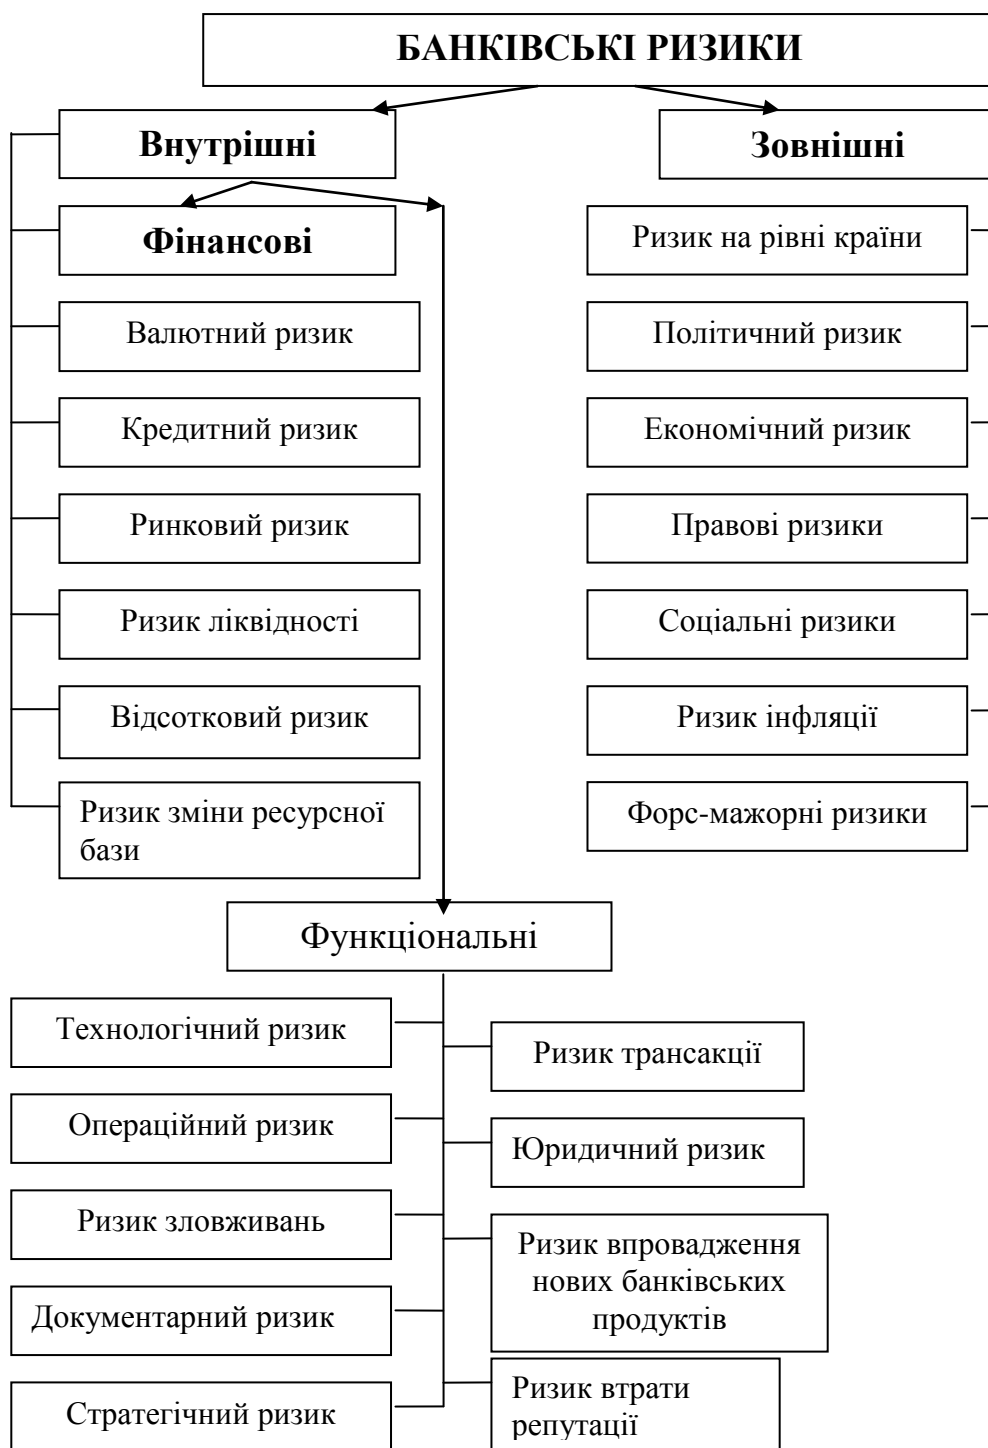 БАНКІВСЬКІ РИЗИКИ
Внутрішні
Зовнішні
Фінансові
Ризик на рівні країни
Валютний ризик
Політичний ризик
Кредитний ризик
Економічний ризик
Ринковий ризик
Правові ризики
Ризик ліквідності
Соціальні ризики
Відсотковий ризик
Ризик інфляції
Ризик зміни ресурсної
бази
Форс-мажорні ризики
Функціональні
Технологічний ризик
Ризик трансакції
Операційний ризик
Юридичний ризик
Ризик зловживань
Ризик впровадження
нових банківських
продуктів
Документарний ризик
Стратегічний ризик
Ризик втрати
репутації